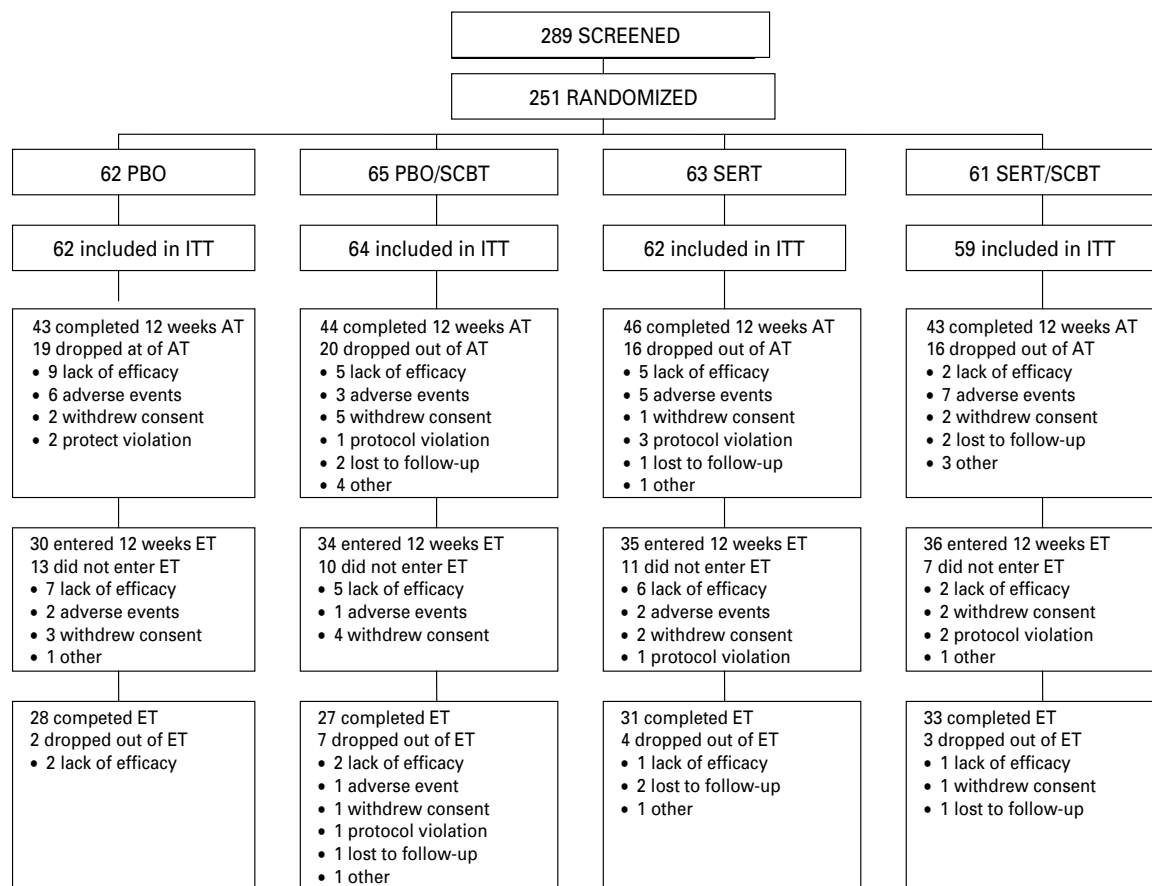 289 SCREENED
251 RANDOMIZED
62 PBO
65 PBO/SCBT
63 SERT
61 SERT/SCBT
62 included in ITT
64 included in ITT
62 included in ITT
59 included in ITT
43 completed 12 weeks AT
19 dropped at of AT
• 9 lack of efficacy
• 6 adverse events
• 2 withdrew consent
• 2 protect violation
44 completed 12 weeks AT
20 dropped out of AT
• 5 lack of efficacy
• 3 adverse events
• 5 withdrew consent
• 1 protocol violation
• 2 lost to follow-up
• 4 other
46 completed 12 weeks AT
16 dropped out of AT
• 5 lack of efficacy
• 5 adverse events
• 1 withdrew consent
• 3 protocol violation
• 1 lost to follow-up
• 1 other
43 completed 12 weeks AT
16 dropped out of AT
• 2 lack of efficacy
• 7 adverse events
• 2 withdrew consent
• 2 lost to follow-up
• 3 other
30 entered 12 weeks ET
13 did not enter ET
• 7 lack of efficacy
• 2 adverse events
• 3 withdrew consent
• 1 other
34 entered 12 weeks ET
10 did not enter ET
• 5 lack of efficacy
• 1 adverse events
• 4 withdrew consent
35 entered 12 weeks ET
11 did not enter ET
• 6 lack of efficacy
• 2 adverse events
• 2 withdrew consent
• 1 protocol violation
36 entered 12 weeks ET
7 did not enter ET
• 2 lack of efficacy
• 2 withdrew consent
• 2 protocol violation
• 1 other
28 competed ET
2 dropped out of ET
• 2 lack of efficacy
27 completed ET
7 dropped out of ET
• 2 lack of efficacy
• 1 adverse event
• 1 withdrew consent
• 1 protocol violation
• 1 lost to follow-up
• 1 other
31 completed ET
4 dropped out of ET
• 1 lack of efficacy
• 2 lost to follow-up
• 1 other
33 completed ET
3 dropped out of ET
• 1 lack of efficacy
• 1 withdrew consent
• 1 lost to follow-up